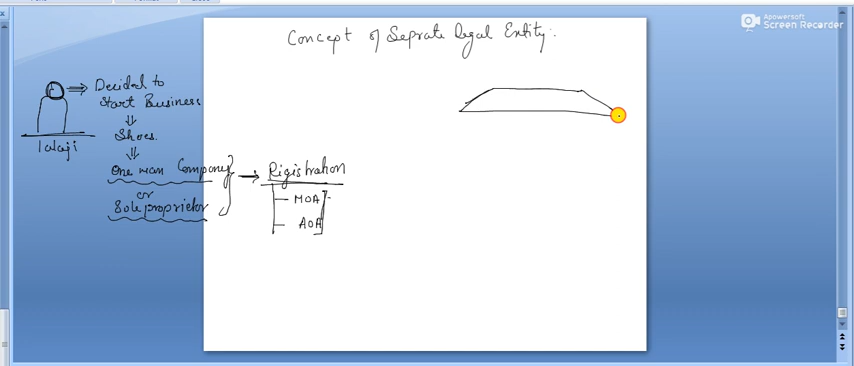 Apowersoft
Screen Recorder
Concept of Seprate Legal Entity:
Decided to
Start Business
Shoes.
lalaji
One man Company
or
Sole proprietor
Rigistration
MOA
AOA